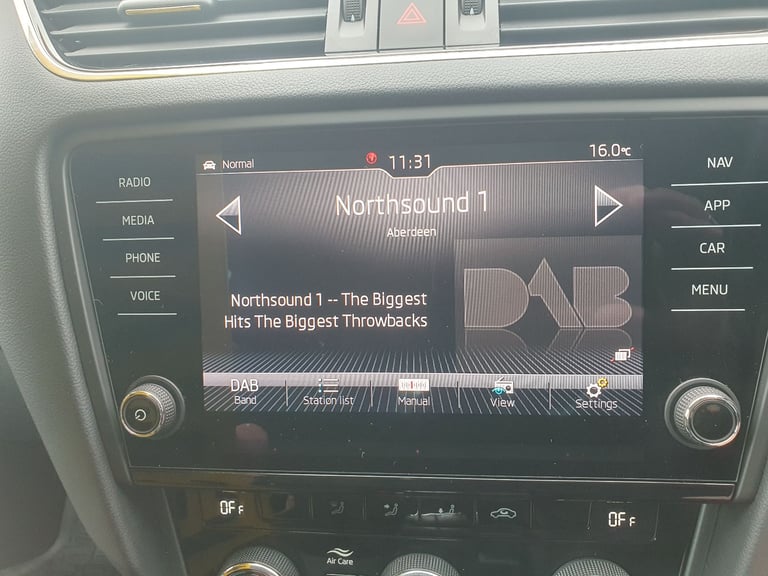 Normal
11:31
16.0°C
RADIO
MEDIA
PHONE
VOICE
NAV
APP
CAR
MENU
Northsound 1
Aberdeen
Northsound 1 -- The Biggest
Hits The Biggest Throwbacks
DAB
DAB
Band
Station list
Manual
View
Settings
OFF
OFF
Air Care